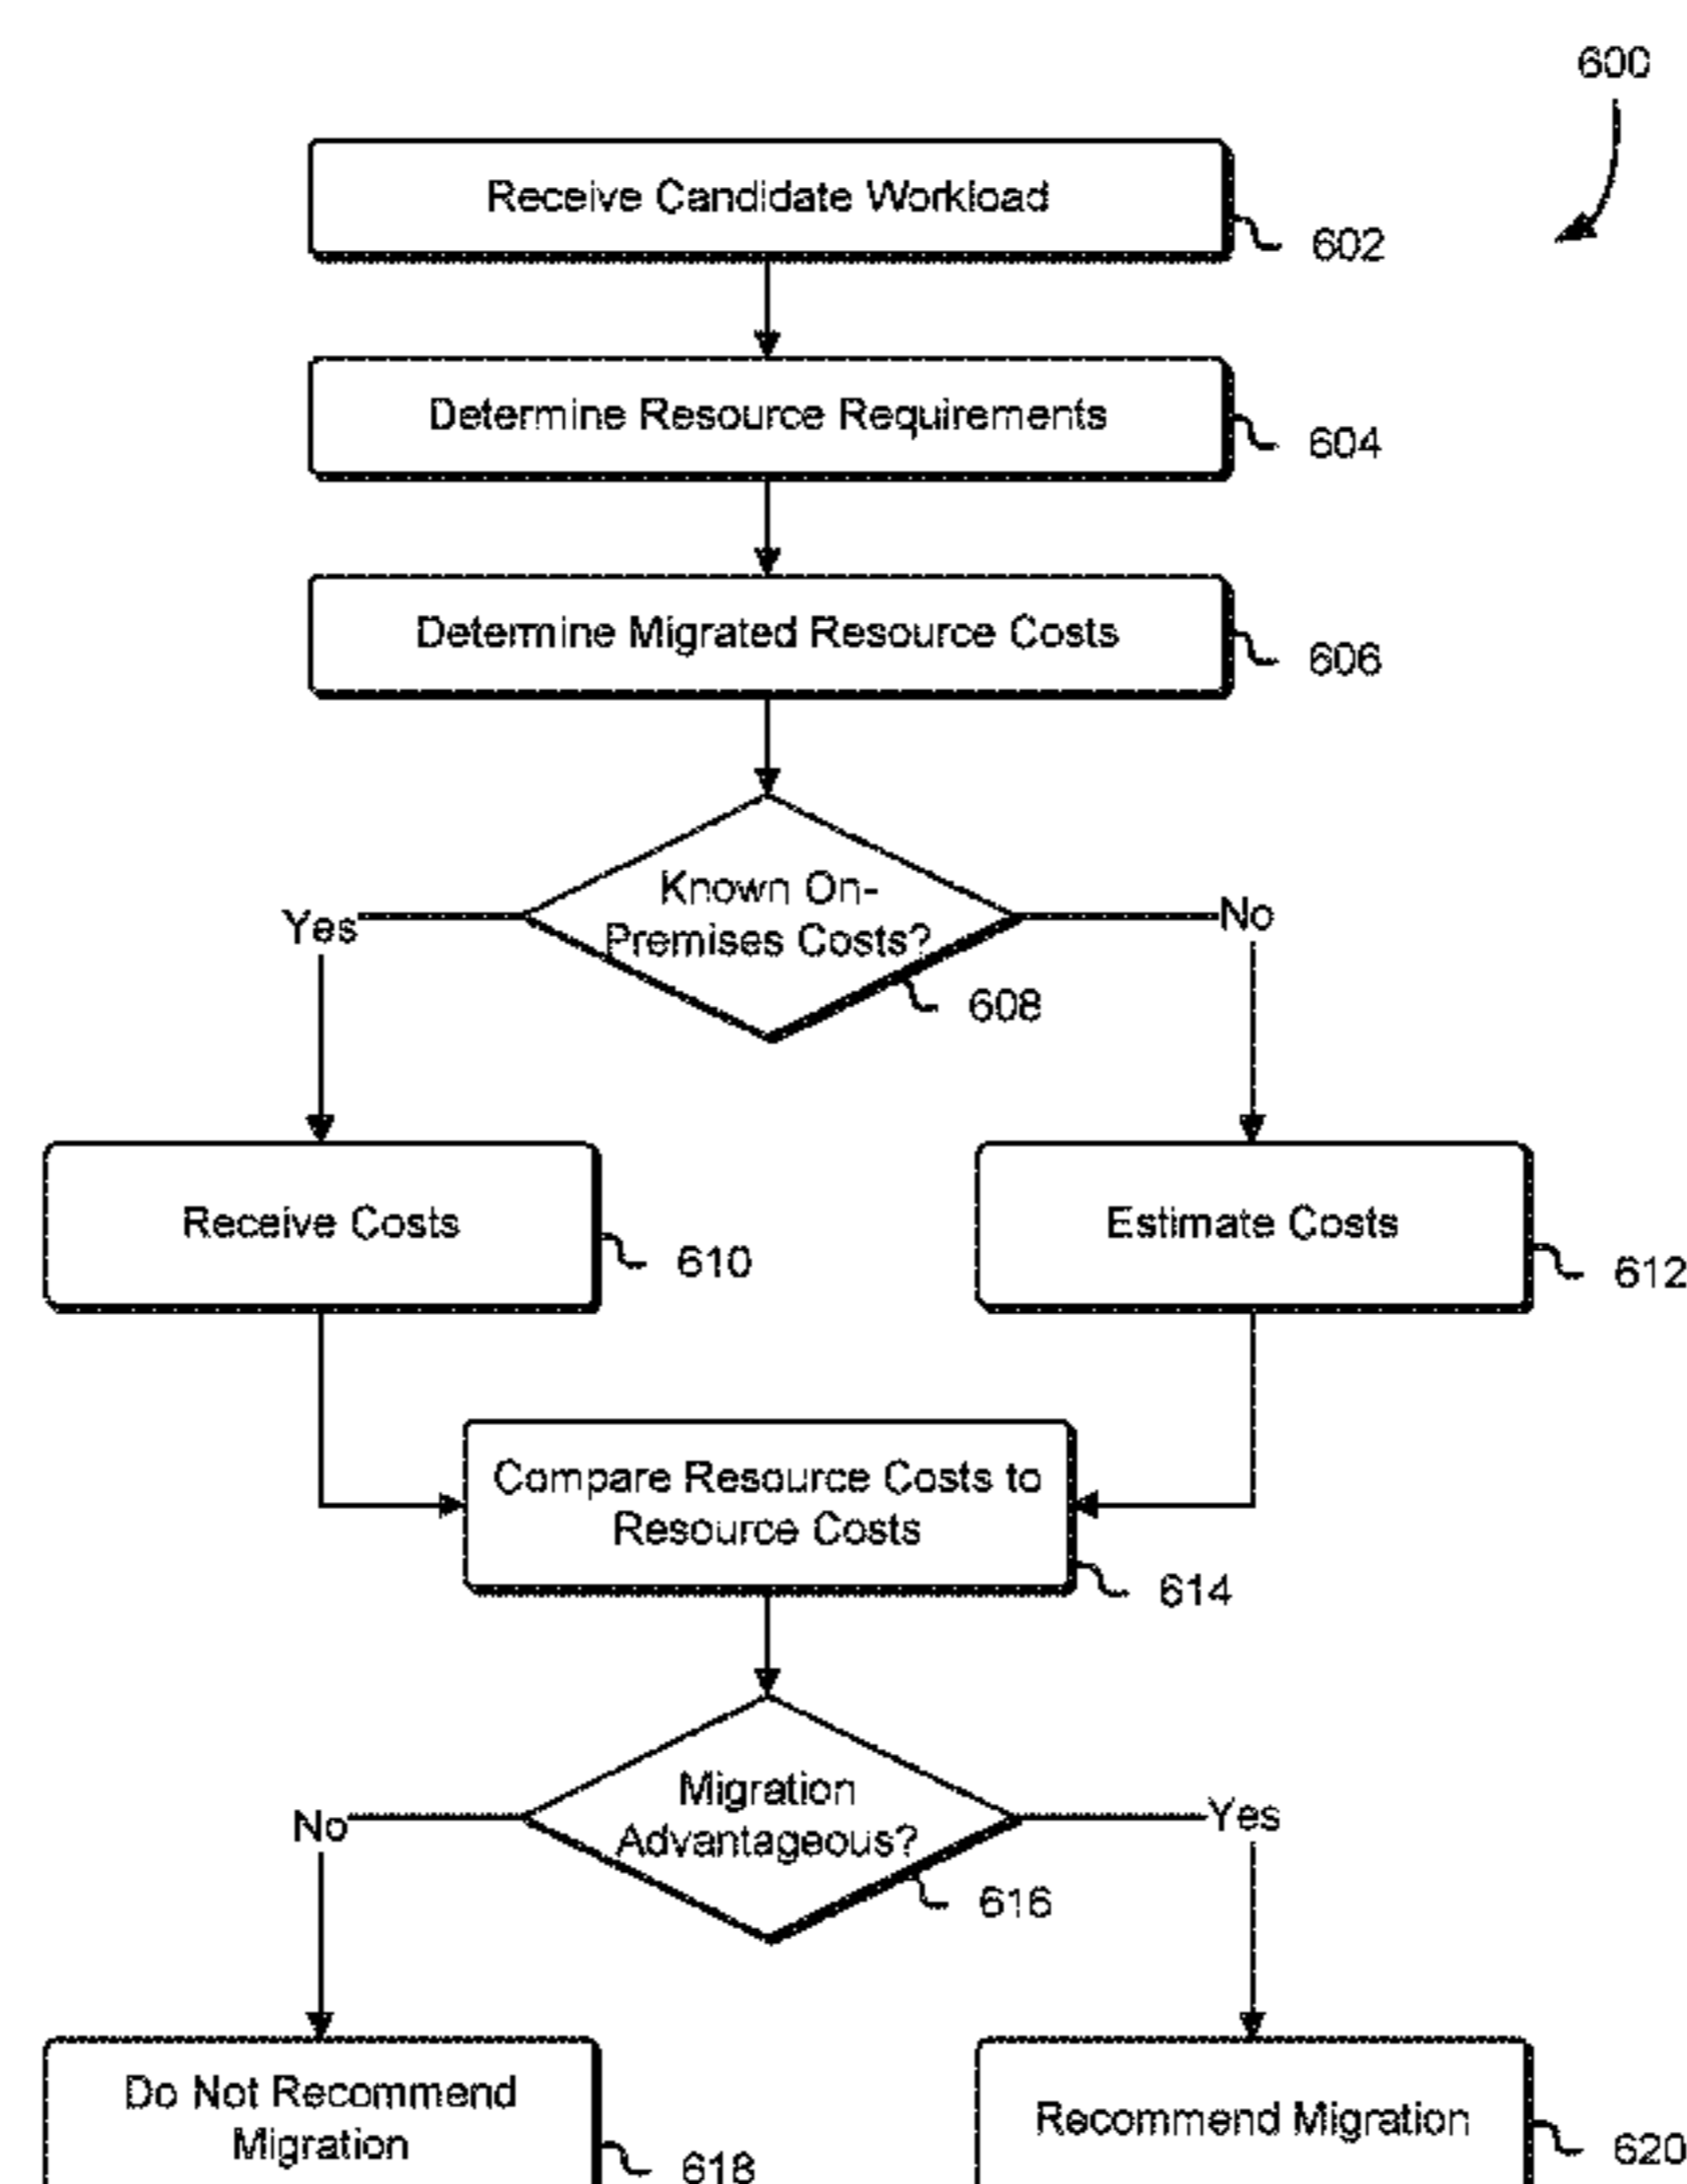 600
Receive Candidate Workload
602
Determine Resource Requirements
604
Determine Migrated Resource Costs
606
Known On-
Premises Costs?
Yes
No
608
Receive Costs
610
Estimate Costs
612
Compare Resource Costs to
Resource Costs
614
Migration
Advantageous?
No
Yes
616
Do Not Recommend
Migration
618
Recommend Migration
620